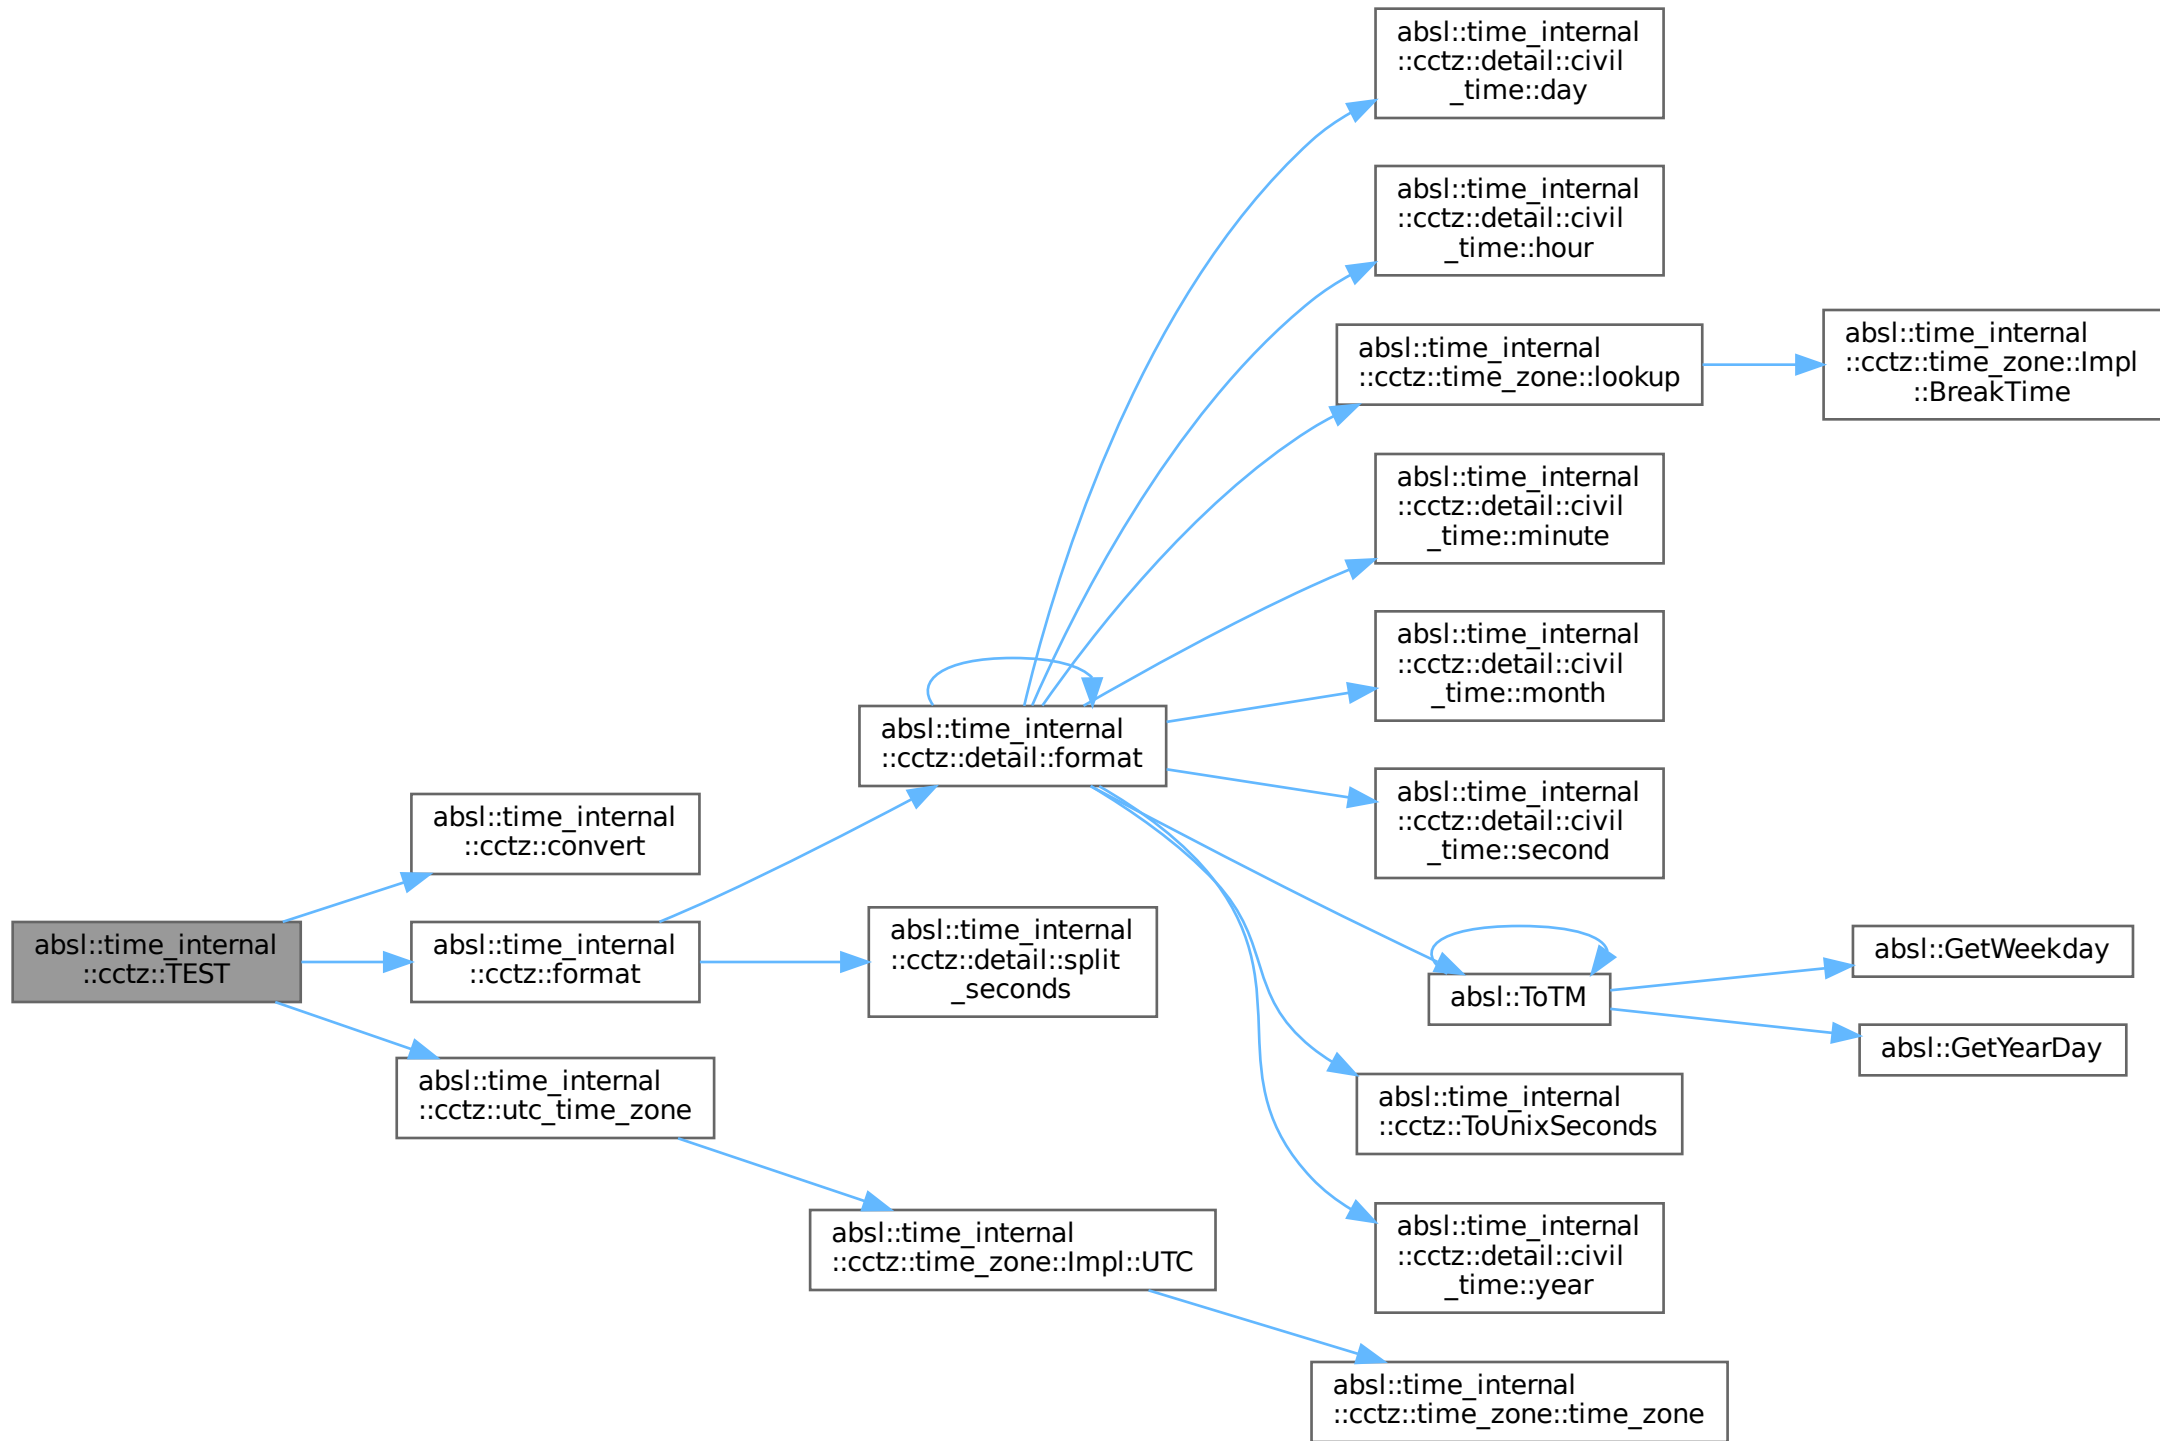 absl::time_internal
::cctz::TEST
absl::time_internal
::cctz::convert
absl::time_internal
::cctz::format
absl::time_internal
::cctz::utc_time_zone
absl::time_internal
::cctz::detail::format
absl::time_internal
::cctz::detail::split
_seconds
absl::time_internal
::cctz::time_zone::Impl::UTC
absl::time_internal
::cctz::detail::civil
_time::day
absl::time_internal
::cctz::detail::civil
_time::hour
absl::time_internal
::cctz::time_zone::lookup
absl::time_internal
::cctz::detail::civil
_time::minute
absl::time_internal
::cctz::detail::civil
_time::month
absl::time_internal
::cctz::detail::civil
_time::second
absl::ToTM
absl::time_internal
::cctz::ToUnixSeconds
absl::time_internal
::cctz::detail::civil
_time::year
absl::time_internal
::cctz::time_zone::time_zone
absl::time_internal
::cctz::time_zone::Impl
::BreakTime
absl::GetWeekday
absl::GetYearDay